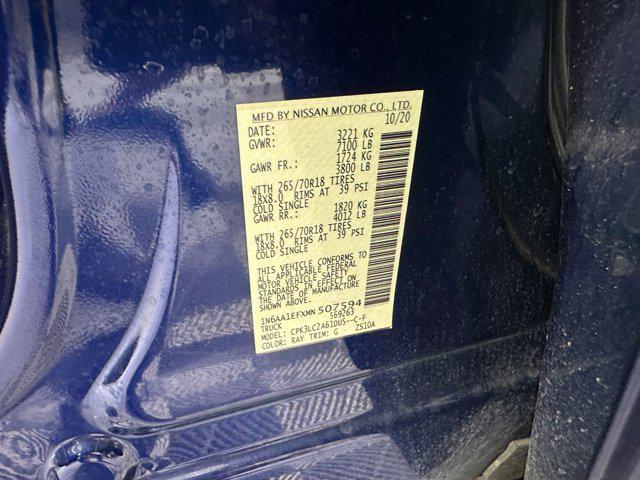 MFD BY NISSAN MOTOR CO., LTD.
DATE: 10/20
GVWR: 3221 KG
7100 LB
GAWR FR.: 1724 KG
3800 LB
WITH 265/70R18 TIRES
18X8.0 RIMS AT 39 PSI
COLD SINGLE
GAWR RR.: 1820 KG
4012 LB
WITH 265/70R18 TIRES
18X8.0 RIMS AT 39 PSI
COLD SINGLE
THIS VEHICLE CONFORMS TO
ALL APPLICABLE FEDERAL
MOTOR VEHICLE SAFETY
STANDARDS IN EFFECT ON
THE DATE OF MANUFACTURE
SHOWN ABOVE.
1N6AA1EFXMN507594
TRUCK 569263
MODEL: CPK3LC2A61DU5--C-F
COLOR: RAY TRIM: G ZS10A